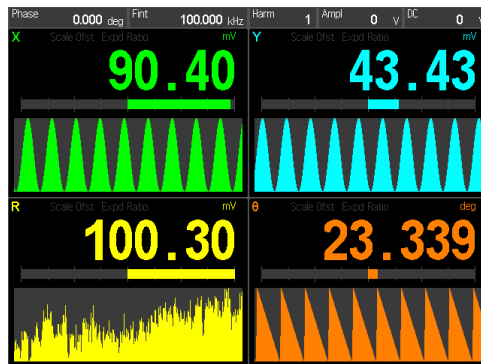 Phase 0.000 deg Fint 100.000 kHz Harm 1 Ampl 0 V DC 0 V
X Scale Ofst Expd Ratio mV
90.40
Y Scale Ofst Expd Ratio mV
43.43
R Scale Ofst Expd Ratio mV
100.30
θ Scale Ofst Expd Ratio deg
23.339